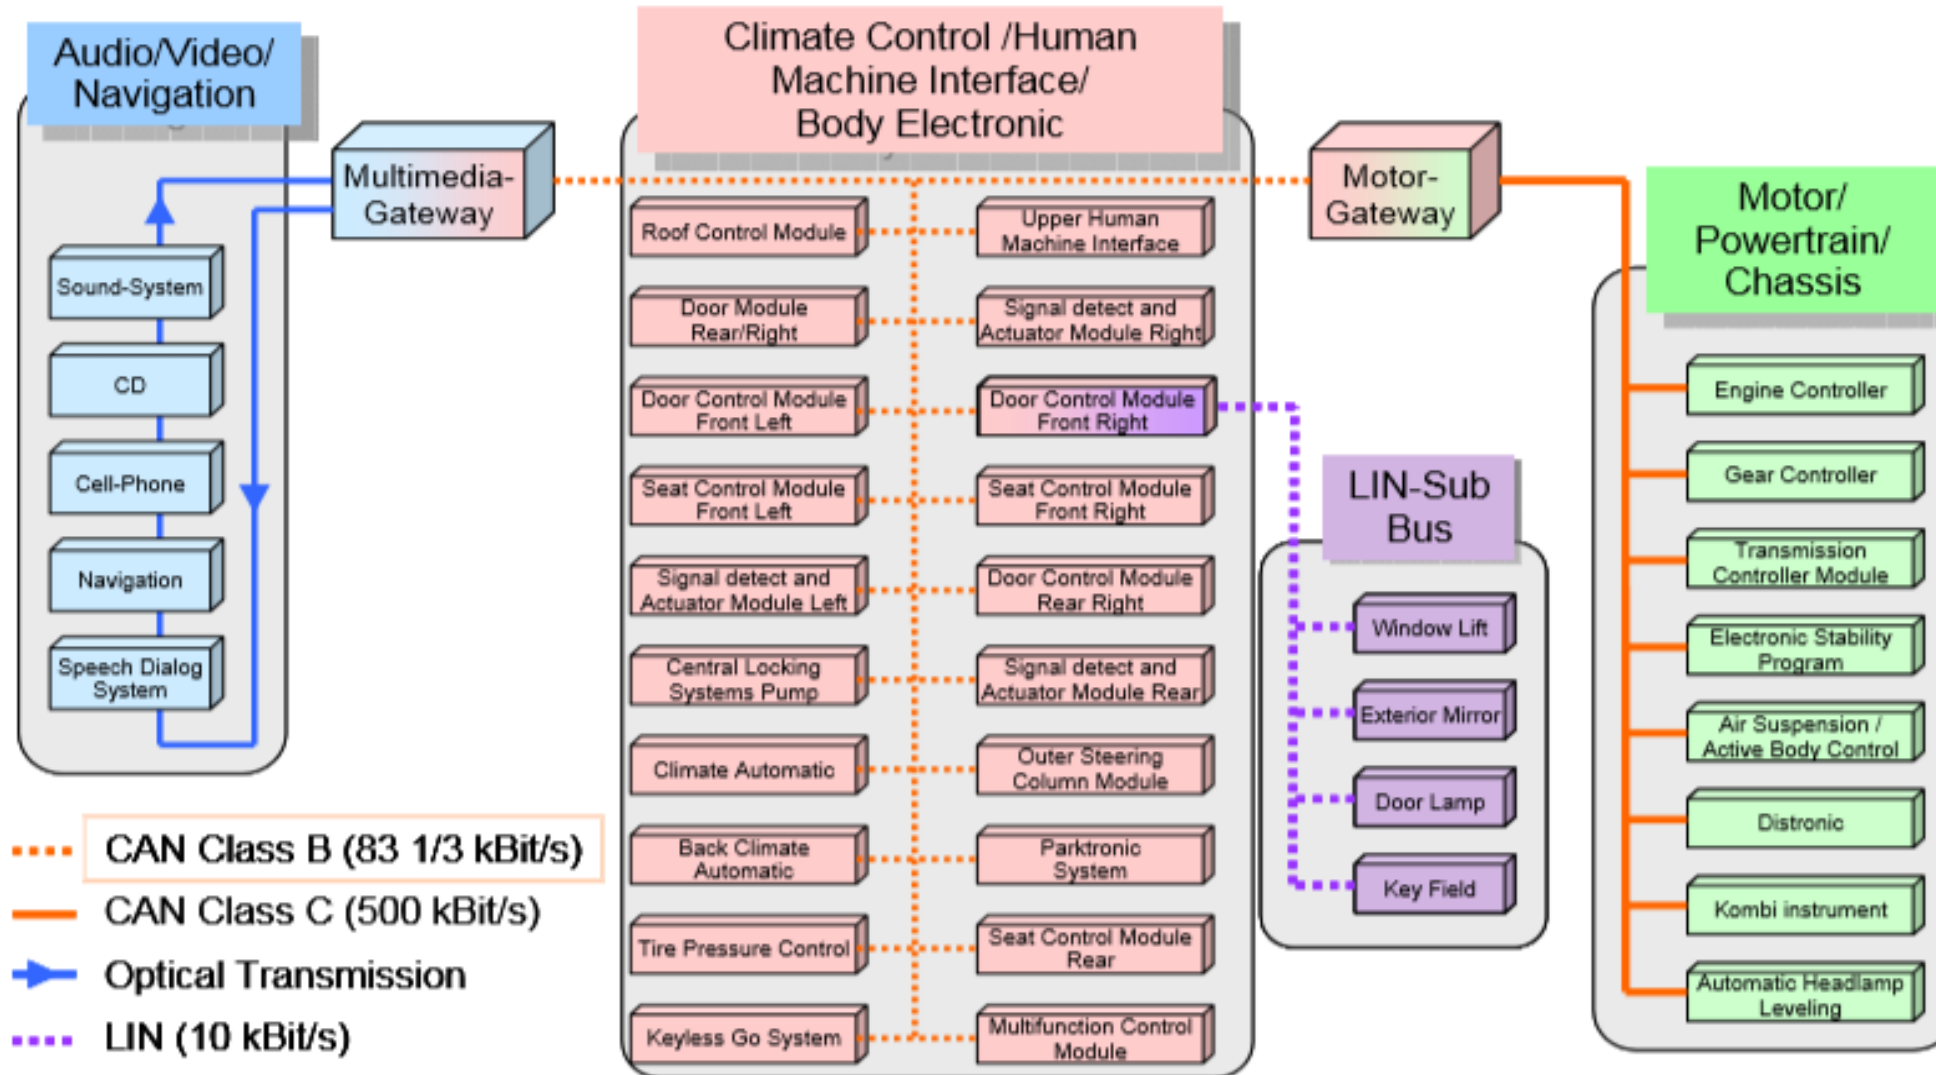 Audio/Video/
Navigation
Climate Control /Human
Machine Interface/
Body Electronic
Multimedia-
Gateway
Motor-
Gateway
Motor/
Powertrain/
Chassis
Sound-System
CD
Cell-Phone
Navigation
Speech Dialog
System
Roof Control Module
Upper Human
Machine Interface
Door Module
Rear/Right
Signal detect and
Actuator Module Right
Door Control Module
Front Left
Door Control Module
Front Right
Seat Control Module
Front Left
Seat Control Module
Front Right
Signal detect and
Actuator Module Left
Door Control Module
Rear Right
Central Locking
Systems Pump
Signal detect and
Actuator Module Rear
Climate Automatic
Outer Steering
Column Module
Back Climate
Automatic
Parktronic
System
Tire Pressure Control
Seat Control Module
Rear
Keyless Go System
Multifunction Control
Module
LIN-Sub
Bus
Window Lift
Exterior Mirror
Door Lamp
Key Field
Engine Controller
Gear Controller
Transmission
Controller Module
Electronic Stability
Program
Air Suspension /
Active Body Control
Distronic
Kombi instrument
Automatic Headlamp
Leveling
CAN Class B (83 1/3 kBit/s)
CAN Class C (500 kBit/s)
Optical Transmission
LIN (10 kBit/s)